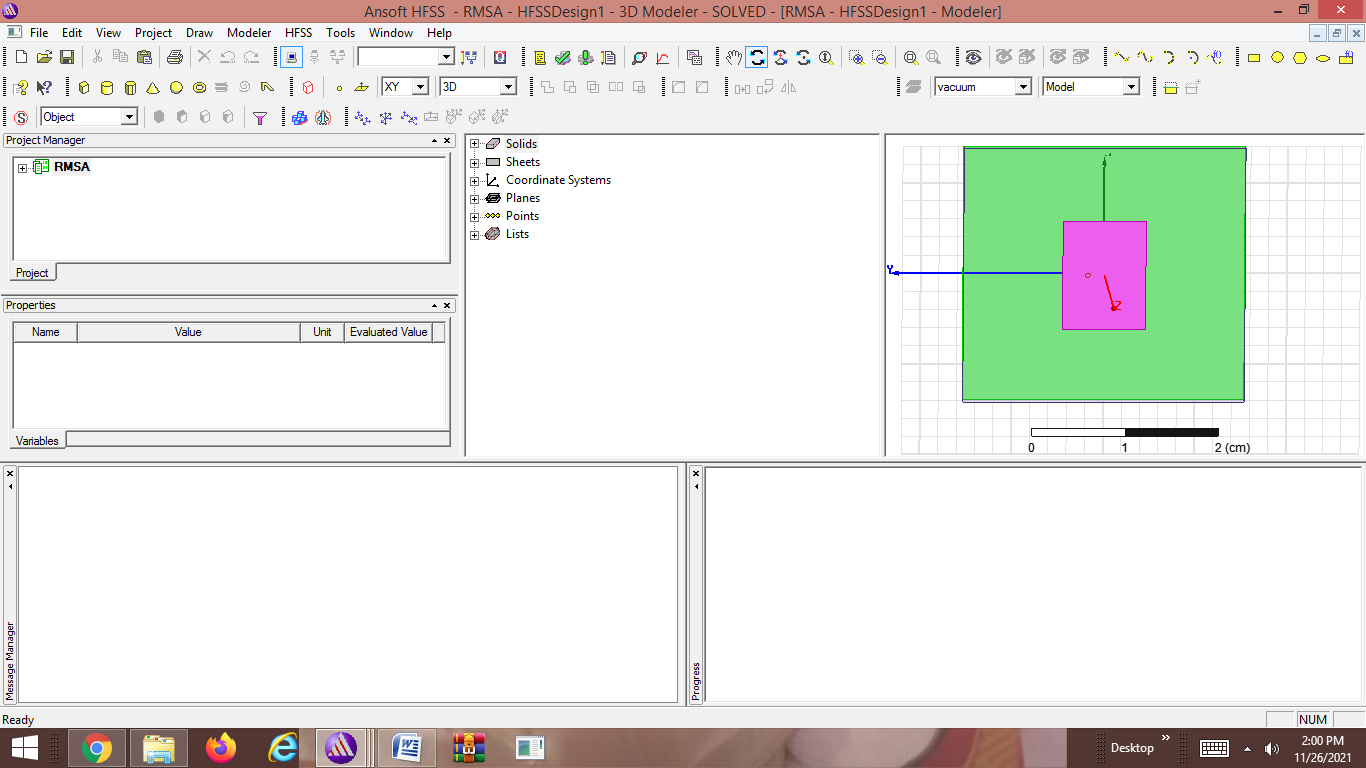 Ansoft HFSS - RMSA - HFSSDesign1 - 3D Modeler - SOLVED - [RMSA - HFSSDesign1 - Modeler]
File Edit View Project Draw Modeler HFSS Tools Window Help
XY 3D vacuum Model
Object
Project Manager
RMSA
Project
Properties
Name Value Unit Evaluated Value
Variables
Solids
Sheets
Coordinate Systems
Planes
Points
Lists
Y
Z
0 1 2 (cm)
Message Manager
Progress
Ready
NUM
Desktop
2:00 PM
11/26/2021